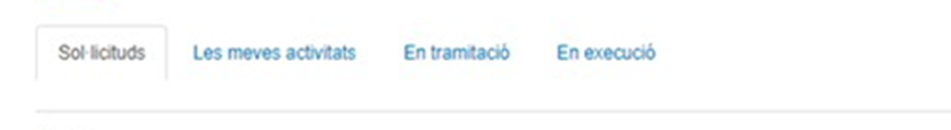 Sol·licituds Les meves activitats En tramitació En execució